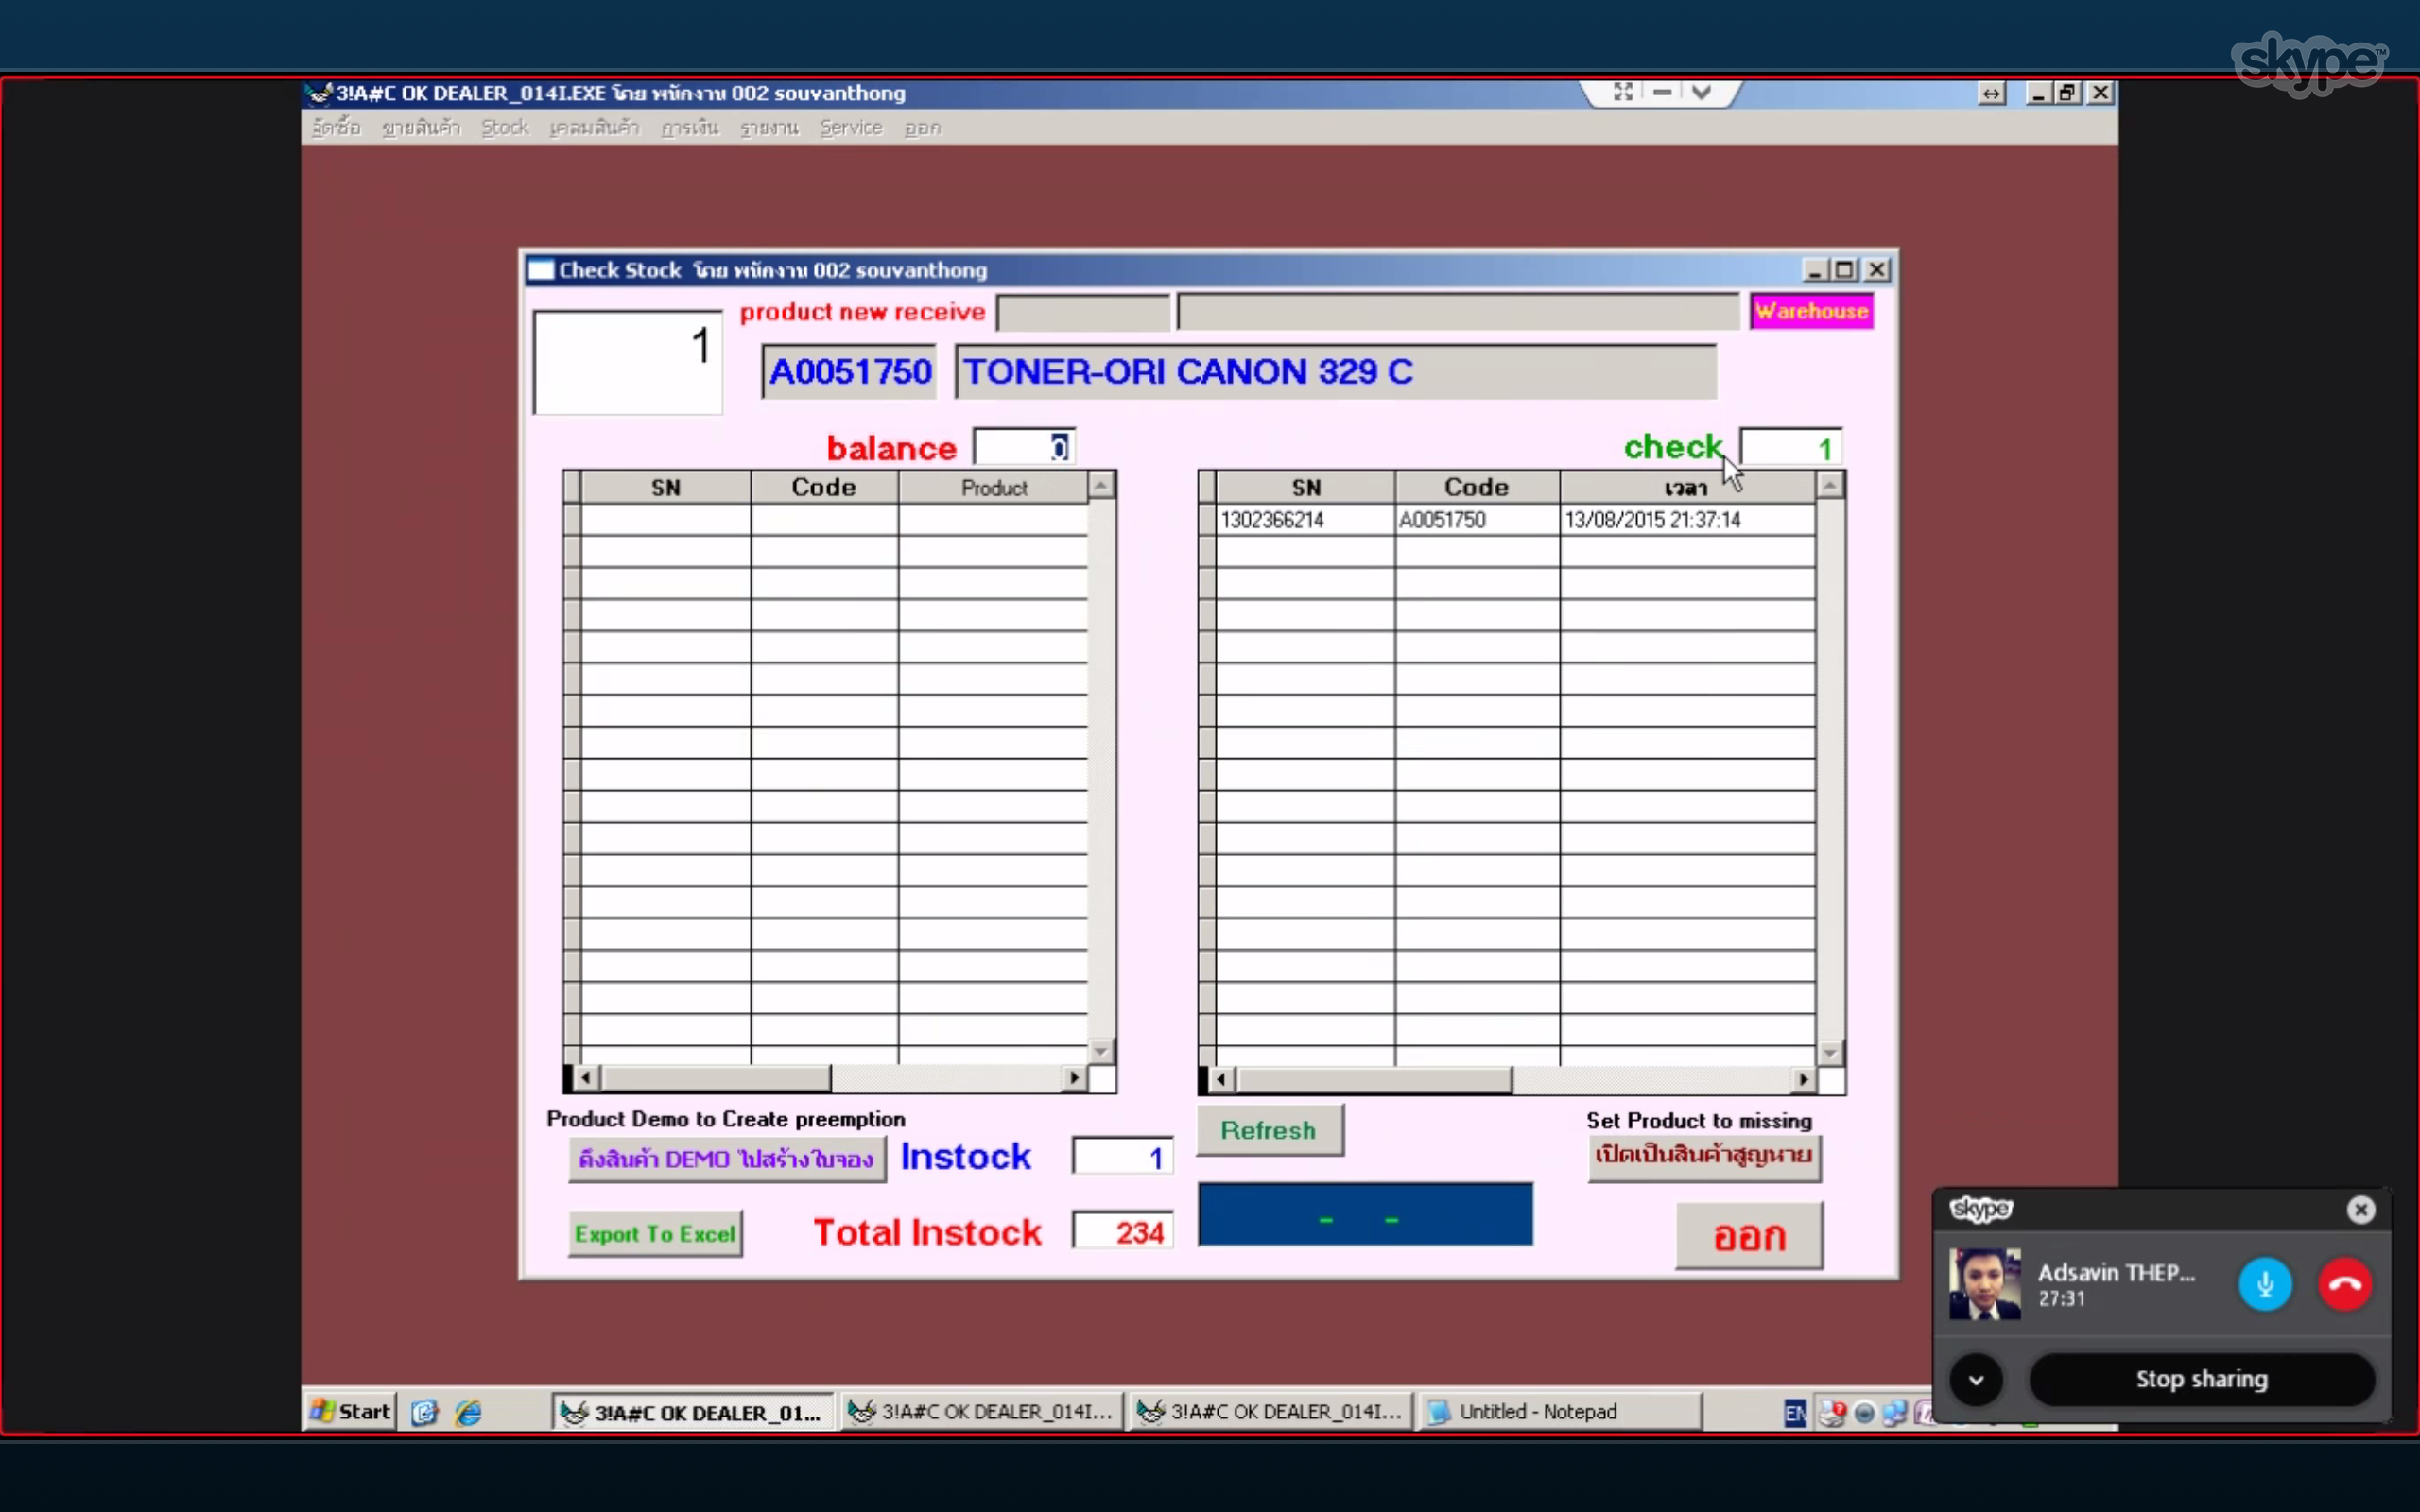 skype™
3!A#C OK DEALER_014I.EXE โดย พนักงาน 002 souvanthong
จัดซื้อ ขายสินค้า Stock เคลมสินค้า การเงิน รายงาน Service ออก
Check Stock โดย พนักงาน 002 souvanthong
1
product new receive
Warehouse
A0051750 TONER-ORI CANON 329 C
balance 0
check 1
SN Code Product
SN Code เวลา
1302366214 A0051750 13/08/2015 21:37:14
Product Demo to Create preemption
ดึงสินค้า DEMO ไปสร้างใบจอง
Instock 1
Refresh
Set Product to missing
เปิดเป็นสินค้าสูญหาย
Export To Excel
Total Instock 234
- -
ออก
skype
Adsavin THEP...
27:31
Stop sharing
Start
3!A#C OK DEALER_01...
3!A#C OK DEALER_014I...
3!A#C OK DEALER_014I...
Untitled - Notepad
EN